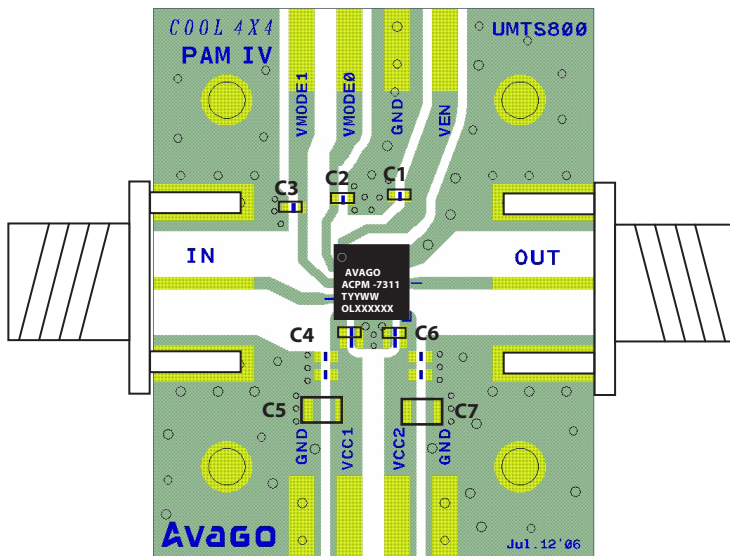 COOL 4X4
PAM IV
UMTS800
VMODE1
VMODE0
GND
VEN
C3
C2
C1
IN
OUT
AVAGO
ACPM -7311
TYYWW
OLXXXXXX
C4
C6
C5
C7
GND
VCC1
VCC2
GND
AVAGO
Jul.12'06